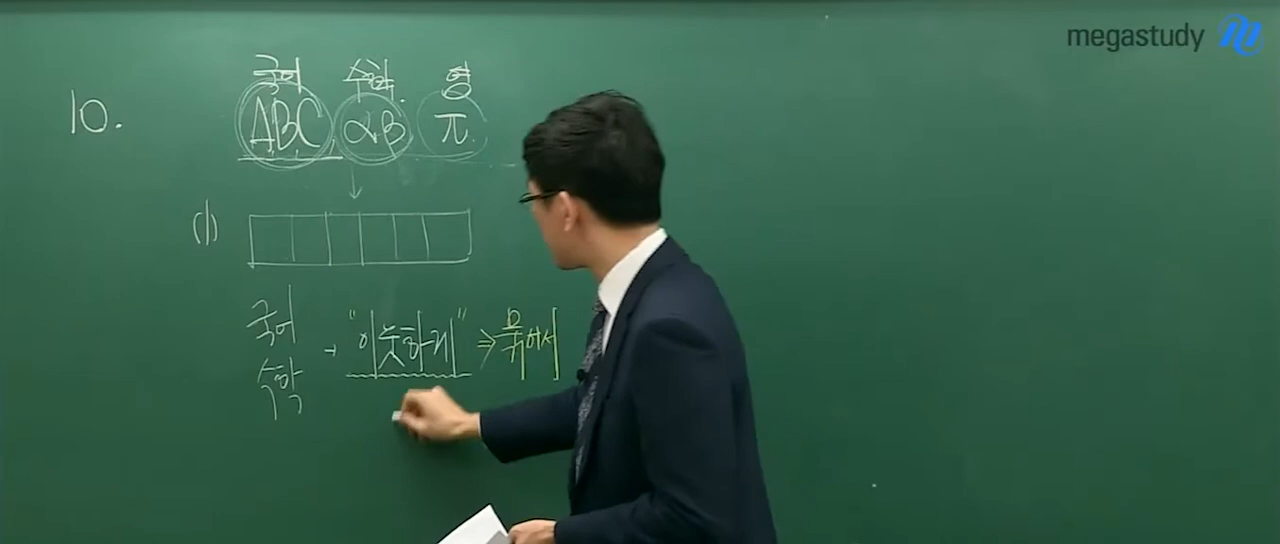 megastudy
국어 수학 영
10. ABC αB π
(1)
국어 → "이웃하게" ⇒ 묶어서
수학